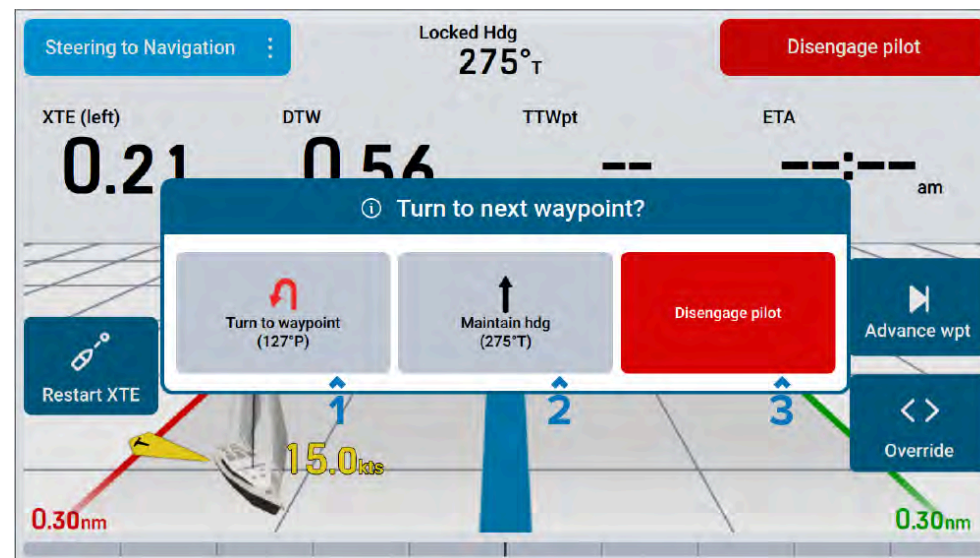 Steering to Navigation
Locked Hdg
275°T
Disengage pilot
XTE (left)
DTW
TTWpt
ETA
0.21
0.56
--
--:--
am
Turn to next waypoint?
Turn to waypoint
(127°P)
Maintain hdg
(275°T)
Disengage pilot
Advance wpt
Restart XTE
1
2
3
T
15.0kts
Override
0.30nm
0.30nm